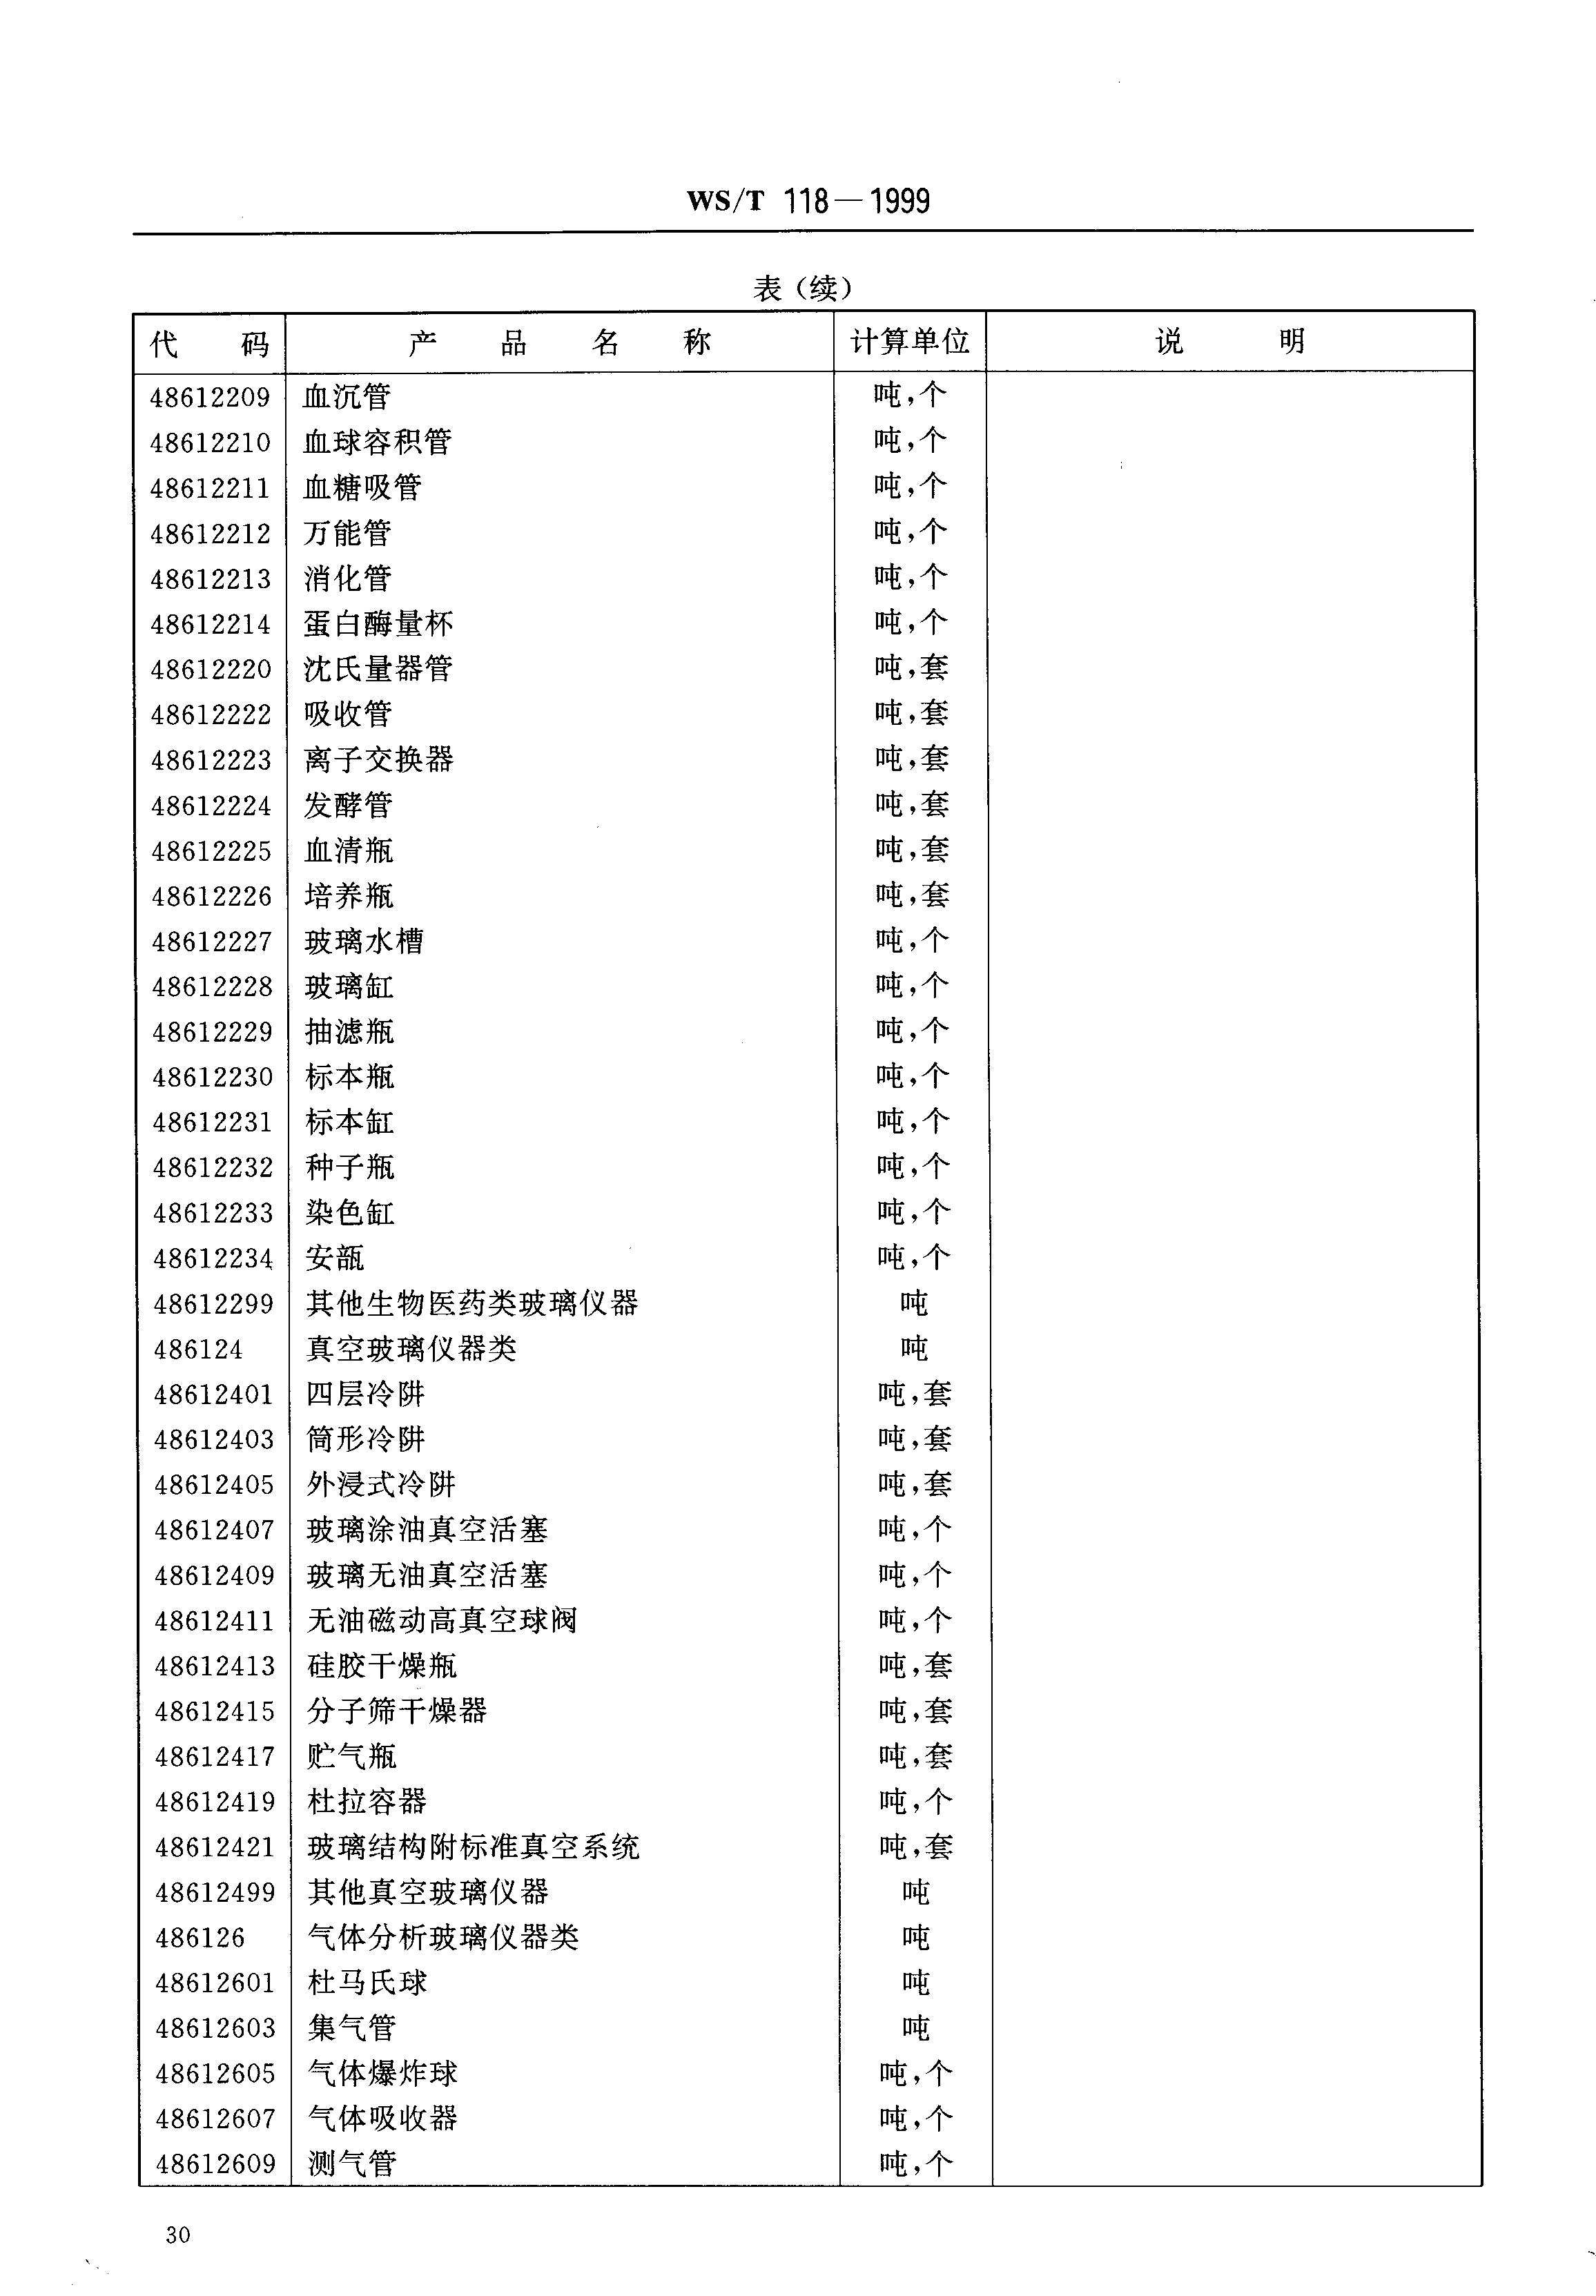 WS/T 118—1999
表（续）
代 码 产 品 名 称 计算单位 说 明
48612209 血沉管 吨,个
48612210 血球容积管 吨,个
48612211 血糖吸管 吨,个
48612212 万能管 吨,个
48612213 消化管 吨,个
48612214 蛋白酶量杯 吨,个
48612220 沈氏量器管 吨,套
48612222 吸收管 吨,套
48612223 离子交换器 吨,套
48612224 发酵管 吨,套
48612225 血清瓶 吨,套
48612226 培养瓶 吨,套
48612227 玻璃水槽 吨,个
48612228 玻璃缸 吨,个
48612229 抽滤瓶 吨,个
48612230 标本瓶 吨,个
48612231 标本缸 吨,个
48612232 种子瓶 吨,个
48612233 染色缸 吨,个
48612234 安瓿 吨,个
48612299 其他生物医药类玻璃仪器 吨
486124 真空玻璃仪器类 吨
48612401 四层冷阱 吨,套
48612403 筒形冷阱 吨,套
48612405 外浸式冷阱 吨,套
48612407 玻璃涂油真空活塞 吨,个
48612409 玻璃无油真空活塞 吨,个
48612411 无油磁动高真空球阀 吨,个
48612413 硅胶干燥瓶 吨,套
48612415 分子筛干燥器 吨,套
48612417 贮气瓶 吨,套
48612419 杜拉容器 吨,个
48612421 玻璃结构附标准真空系统 吨,套
48612499 其他真空玻璃仪器 吨
486126 气体分析玻璃仪器类 吨
48612601 杜马氏球 吨
48612603 集气管 吨
48612605 气体爆炸球 吨,个
48612607 气体吸收器 吨,个
48612609 测气管 吨,个
30